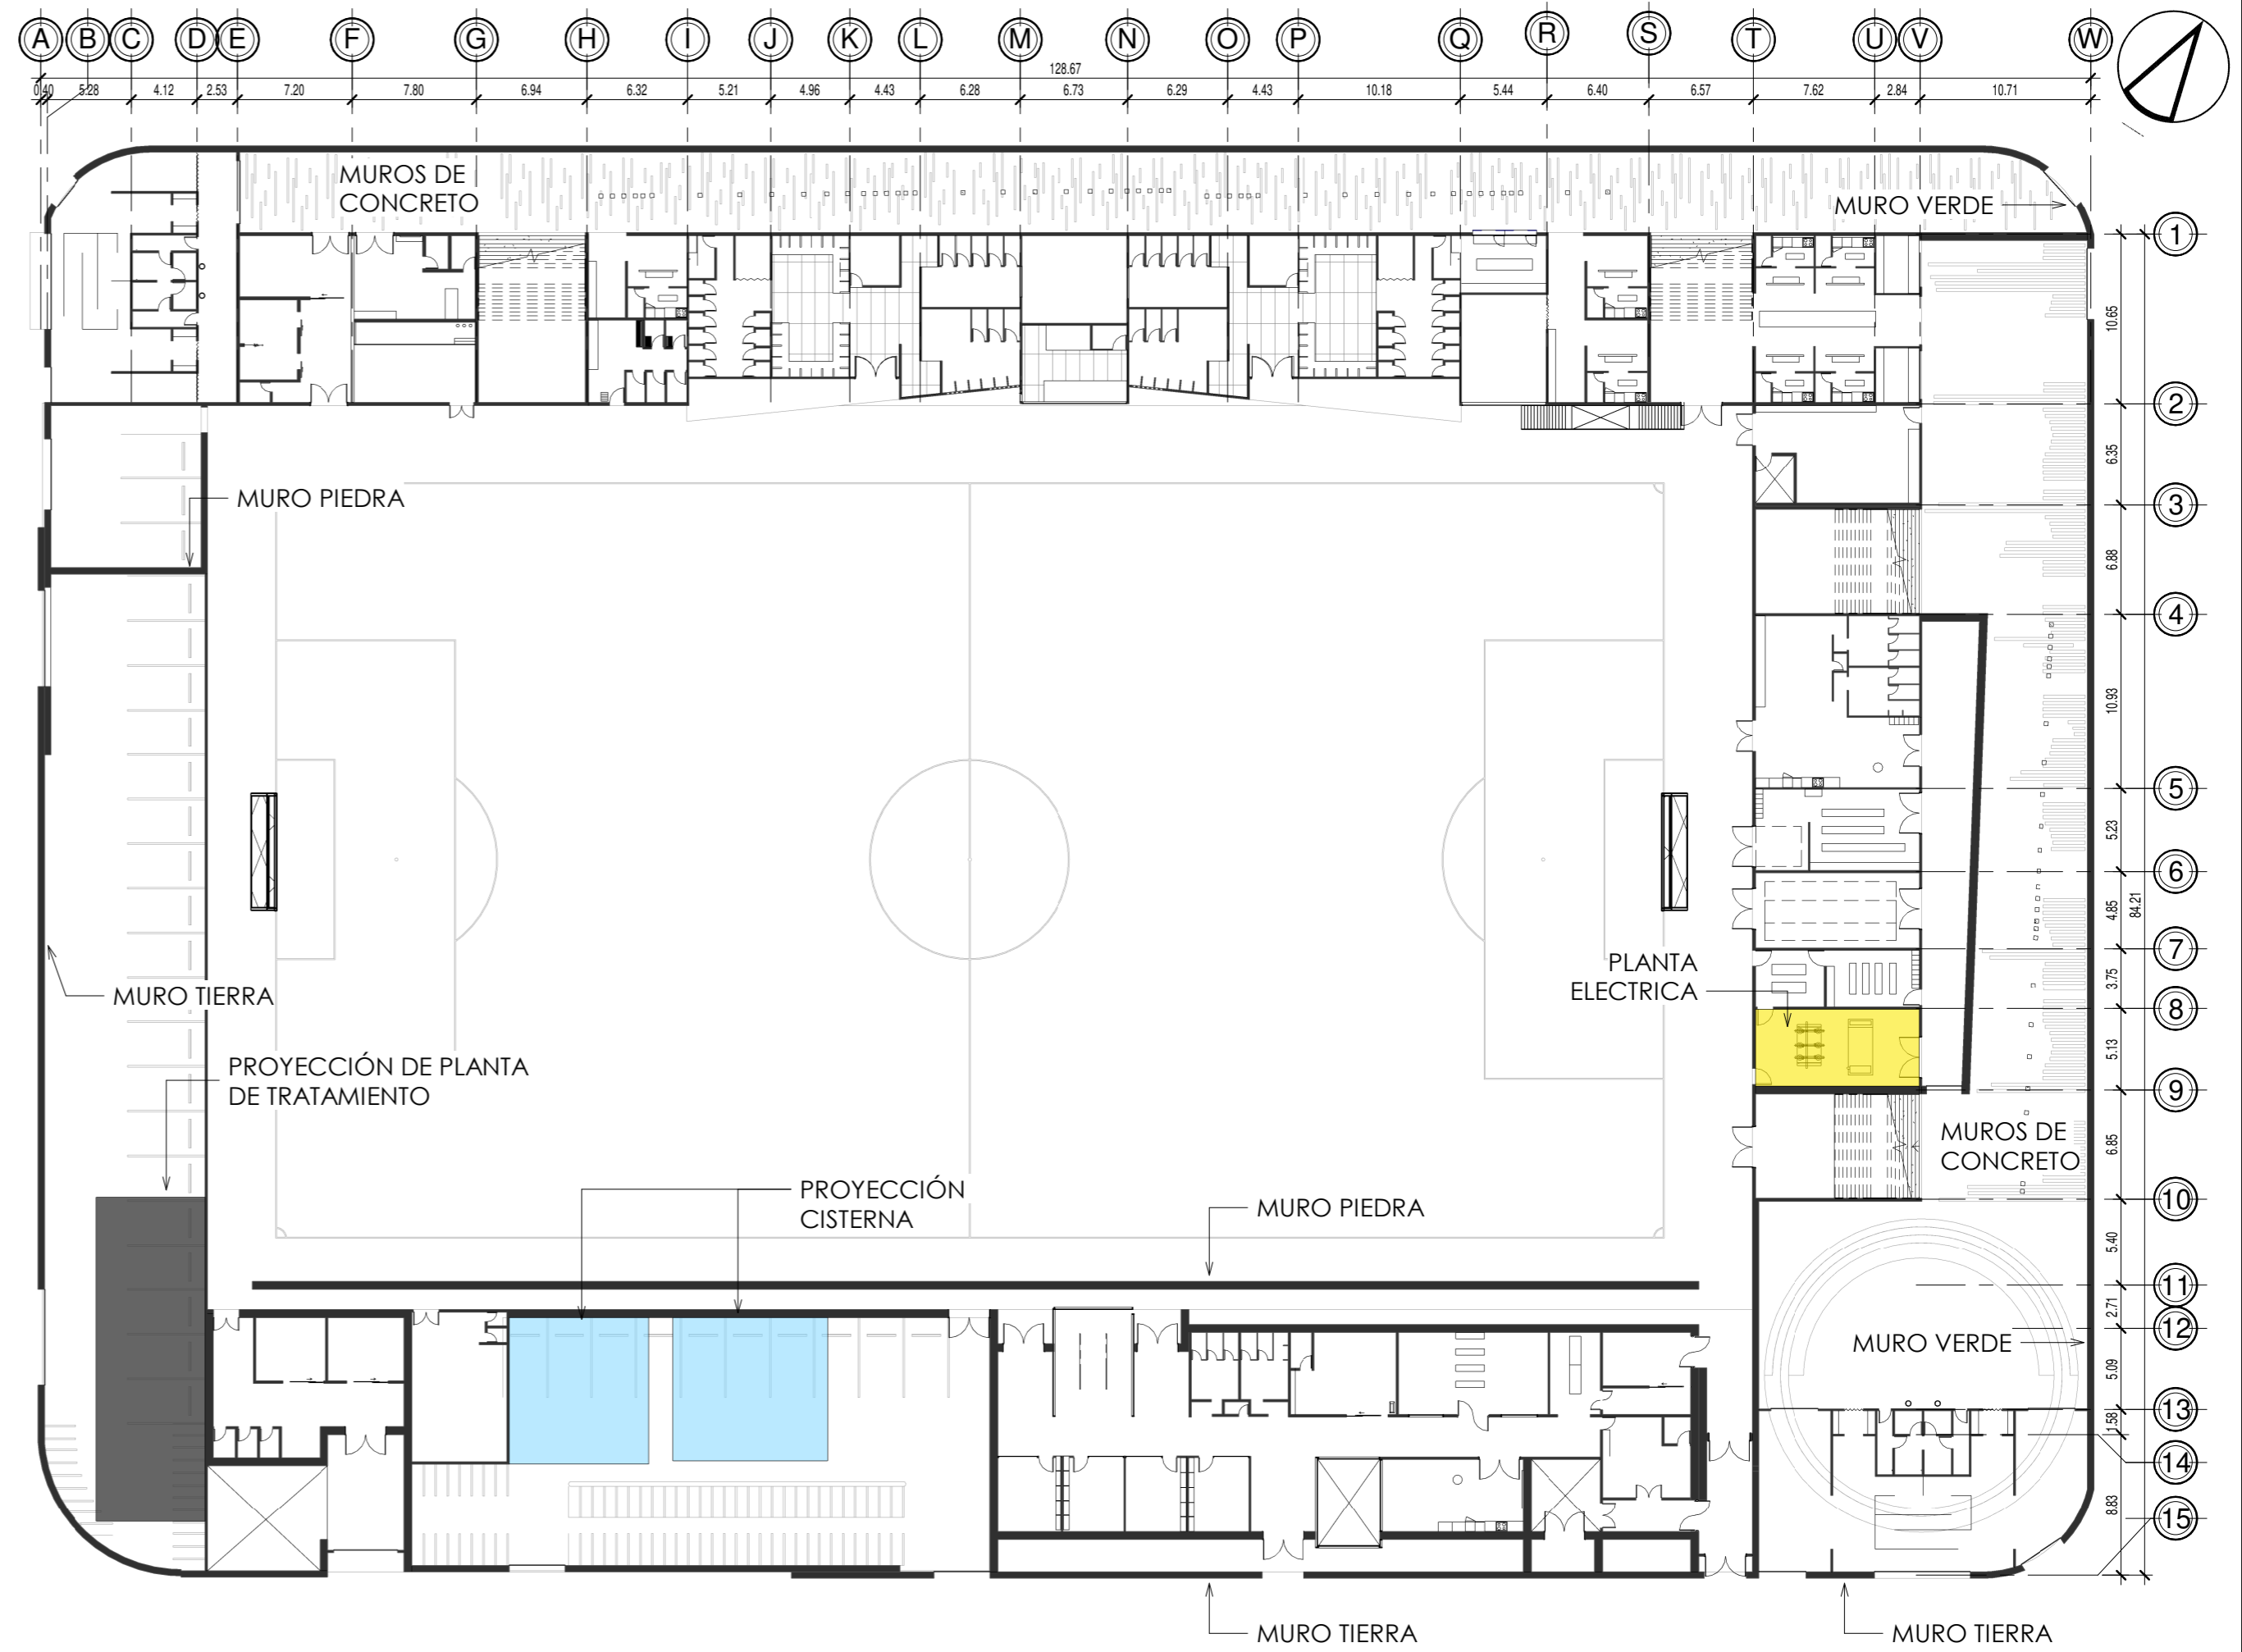 A B C D E F G H I J K L M N O P Q R S T U V W
128.67
0.40 5.28 4.12 2.53 7.20 7.80 6.94 6.32 5.21 4.96 4.43 6.28 6.73 6.29 4.43 10.18 5.44 6.40 6.57 7.62 2.84 10.71
MUROS DE
CONCRETO
MURO VERDE
1
10.65
2
6.35
MURO PIEDRA
3
6.88
4
10.93
5
5.23
6
4.85
84.21
7
PLANTA
ELECTRICA
3.75
MURO TIERRA
8
5.13
PROYECCIÓN DE PLANTA
DE TRATAMIENTO
9
MUROS DE
CONCRETO
6.85
PROYECCIÓN
CISTERNA
10
MURO PIEDRA
5.40
11
2.71
12
MURO VERDE
5.09
13
1.58
14
8.83
15
MURO TIERRA
MURO TIERRA